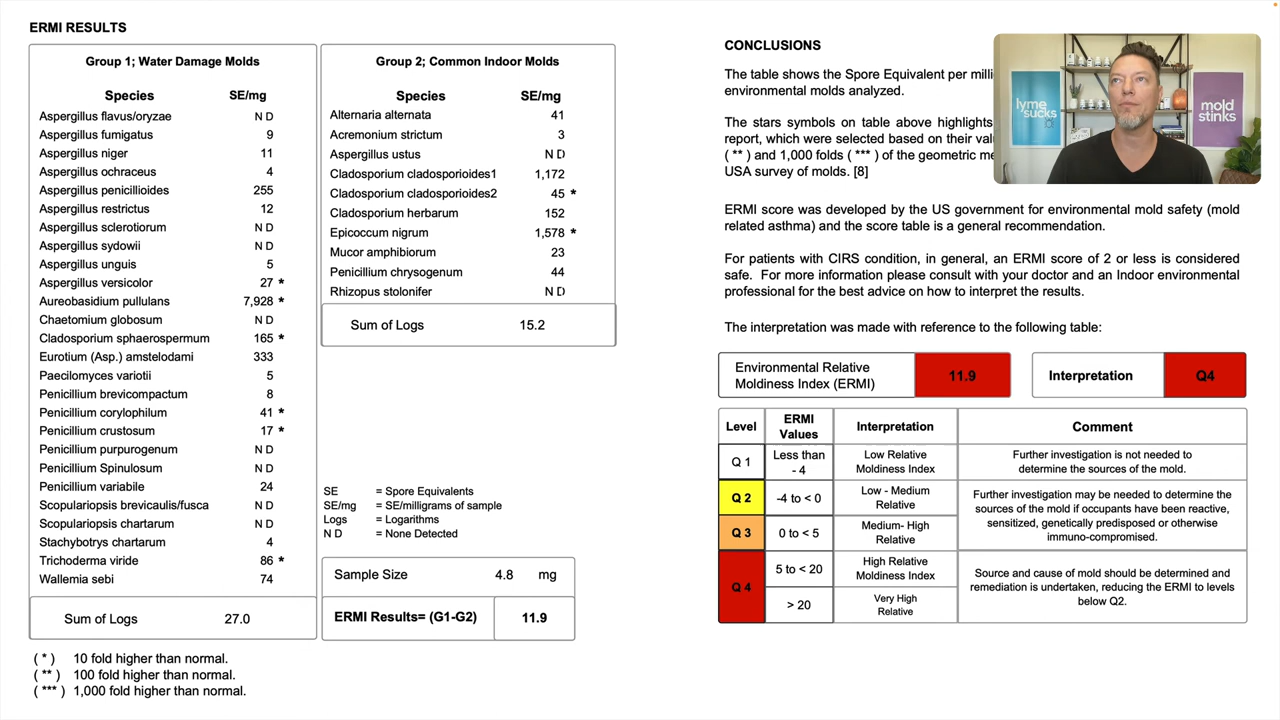 ERMI RESULTS
Group 1; Water Damage Molds
Species SE/mg
Aspergillus flavus/oryzae N D
Aspergillus fumigatus 9
Aspergillus niger 11
Aspergillus ochraceus 4
Aspergillus penicillioides 255
Aspergillus restrictus 12
Aspergillus sclerotiorum N D
Aspergillus sydowii N D
Aspergillus unguis 5
Aspergillus versicolor 27 *
Aureobasidium pullulans 7,928 *
Chaetomium globosum N D
Cladosporium sphaerospermum 165 *
Eurotium (Asp.) amstelodami 333
Paecilomyces variotii 5
Penicillium brevicompactum 8
Penicillium corylophilum 41 *
Penicillium crustosum 17 *
Penicillium purpurogenum N D
Penicillium Spinulosum N D
Penicillium variabile 24
Scopulariopsis brevicaulis/fusca N D
Scopulariopsis chartarum N D
Stachybotrys chartarum 4
Trichoderma viride 86 *
Wallemia sebi 74
Sum of Logs 27.0
( * ) 10 fold higher than normal.
( ** ) 100 fold higher than normal.
( *** ) 1,000 fold higher than normal.
Group 2; Common Indoor Molds
Species SE/mg
Alternaria alternata 41
Acremonium strictum 3
Aspergillus ustus N D
Cladosporium cladosporioides1 1,172
Cladosporium cladosporioides2 45 *
Cladosporium herbarum 152
Epicoccum nigrum 1,578 *
Mucor amphibiorum 23
Penicillium chrysogenum 44
Rhizopus stolonifer N D
Sum of Logs 15.2
SE = Spore Equivalents
SE/mg = SE/milligrams of sample
Logs = Logarithms
N D = None Detected
Sample Size 4.8 mg
ERMI Results= (G1-G2) 11.9
CONCLUSIONS
The table shows the Spore Equivalent per milli
environmental molds analyzed.
The stars symbols on table above highlights
report, which were selected based on their valu
( ** ) and 1,000 folds ( *** ) of the geometric me
USA survey of molds. [8]
lyme
sucks
mold
stinks
ERMI score was developed by the US government for environmental mold safety (mold
related asthma) and the score table is a general recommendation.
For patients with CIRS condition, in general, an ERMI score of 2 or less is considered
safe. For more information please consult with your doctor and an Indoor environmental
professional for the best advice on how to interpret the results.
The interpretation was made with reference to the following table:
Environmental Relative
Moldiness Index (ERMI)
11.9
Interpretation
Q4
Level
ERMI
Values
Interpretation
Comment
Q 1
Less than
- 4
Low Relative
Moldiness Index
Further investigation is not needed to
determine the sources of the mold.
Q 2
-4 to < 0
Low - Medium
Relative
Q 3
0 to < 5
Medium- High
Relative
Further investigation may be needed to determine the
sources of the mold if occupants have been reactive,
sensitized, genetically predisposed or otherwise
immuno-compromised.
Q 4
5 to < 20
High Relative
Moldiness Index
> 20
Very High
Relative
Source and cause of mold should be determined and
remediation is undertaken, reducing the ERMI to levels
below Q2.